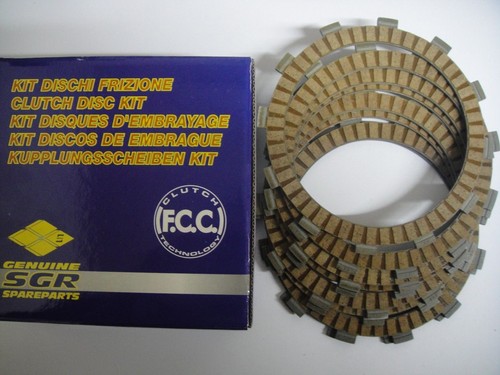 KIT DISCHI FRIZIONE
CLUTCH DISC KIT
KIT DISQUES D'EMBRAYAGE
KIT DISCOS DE EMBRAGUE
KUPPLUNGSSCHEIBEN KIT
CLUTCH
F.C.C.
TECHNOLOGY
GENUINE
SGR
SPAREPARTS